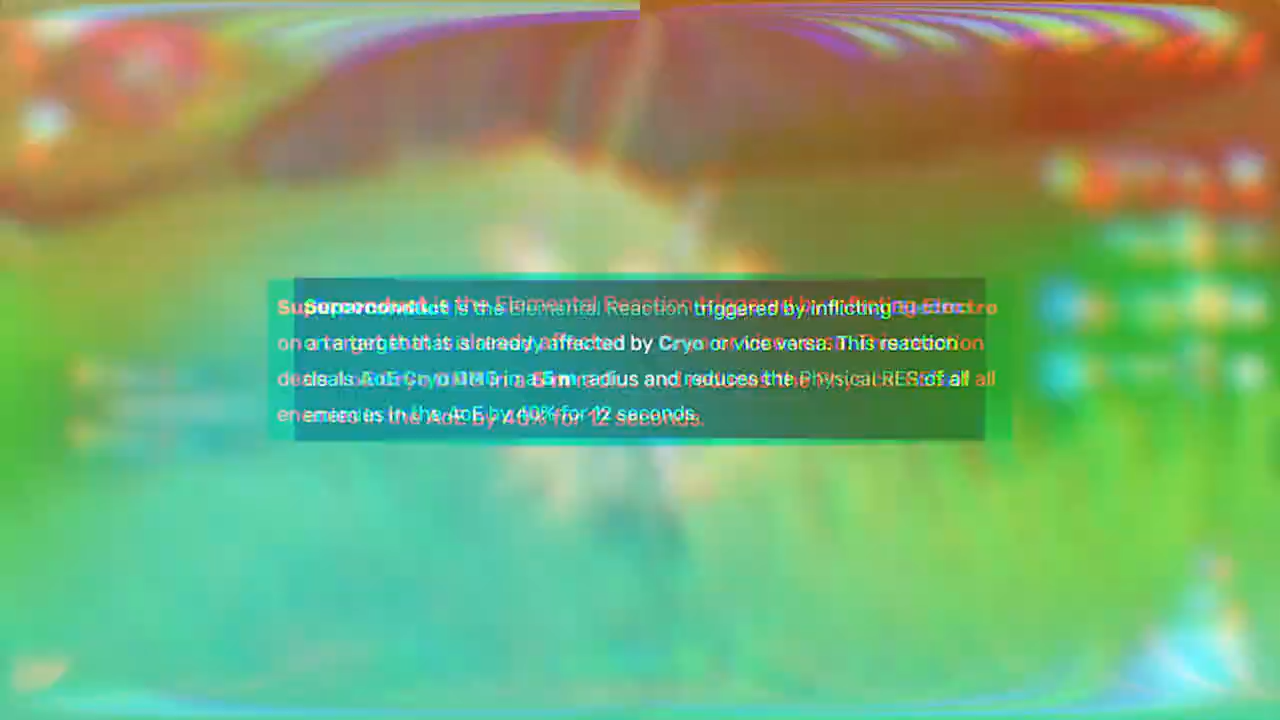 Superconduct is the Elemental Reaction triggered by inflicting Electro
on a target that is already affected by Cryo or vice versa. This reaction
deals AoE Cryo DMG in a 5 m radius and reduces the Physical RES of all
enemies in the AoE by 40% for 12 seconds.